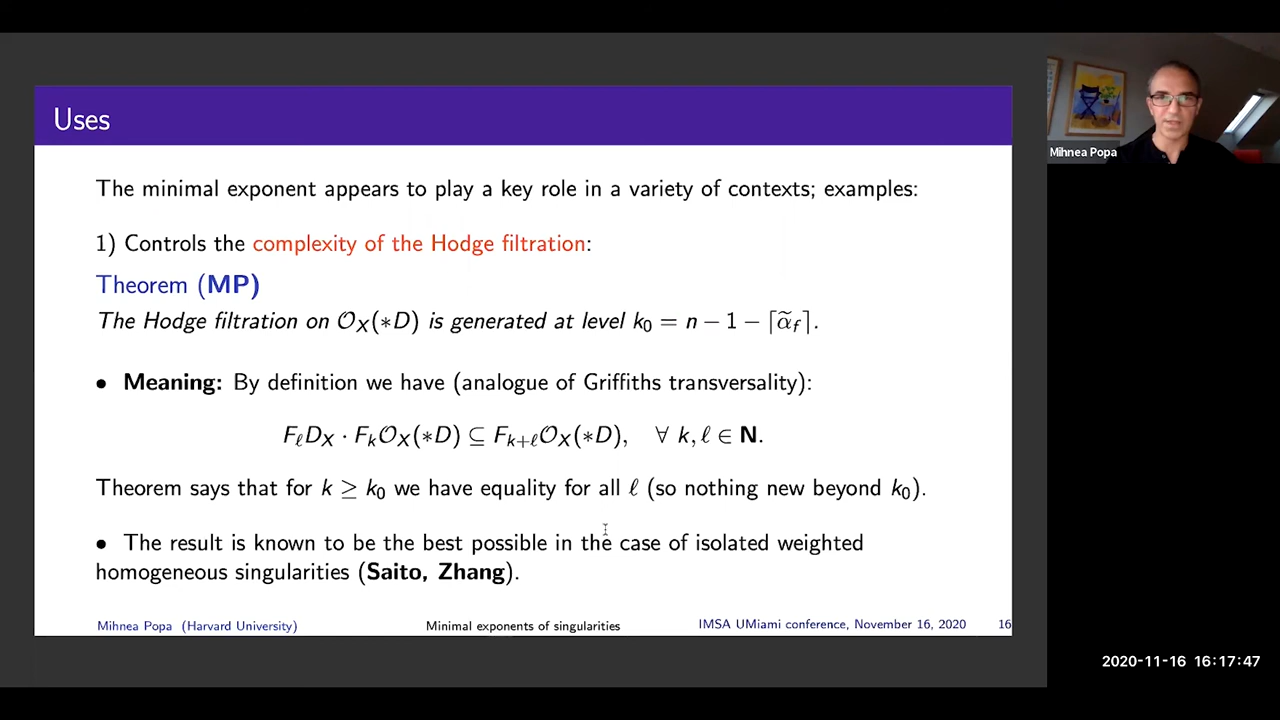 Uses
The minimal exponent appears to play a key role in a variety of contexts; examples:
1) Controls the complexity of the Hodge filtration:
Theorem (MP)
The Hodge filtration on 𝒪_X(∗D) is generated at level k₀ = n − 1 − ⌈α̃_f⌉.
• Meaning: By definition we have (analogue of Griffiths transversality):
F_ℓ D_X · F_k 𝒪_X(∗D) ⊆ F_{k+ℓ} 𝒪_X(∗D), ∀ k, ℓ ∈ N.
Theorem says that for k ≥ k₀ we have equality for all ℓ (so nothing new beyond k₀).
• The result is known to be the best possible in the case of isolated weighted
homogeneous singularities (Saito, Zhang).
Mihnea Popa (Harvard University) Minimal exponents of singularities IMSA UMiami conference, November 16, 2020 16
Mihnea Popa
2020-11-16 16:17:47